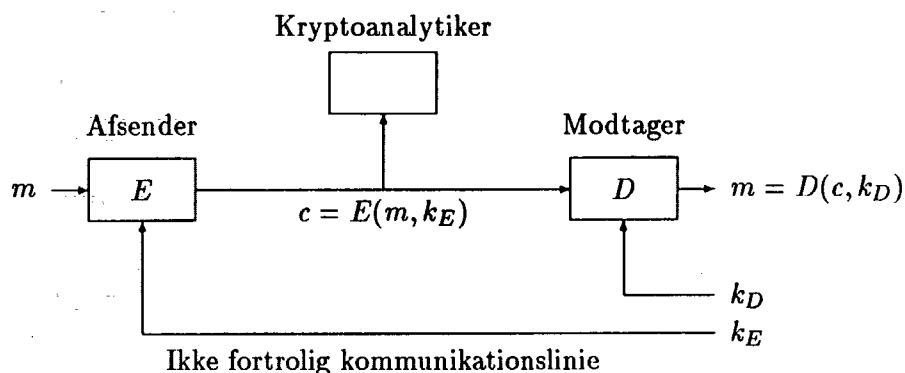 Kryptoanalytiker
Afsender
Modtager
m
E
D
m = D(c, k_D)
c = E(m, k_E)
k_D
k_E
Ikke fortrolig kommunikationslinie